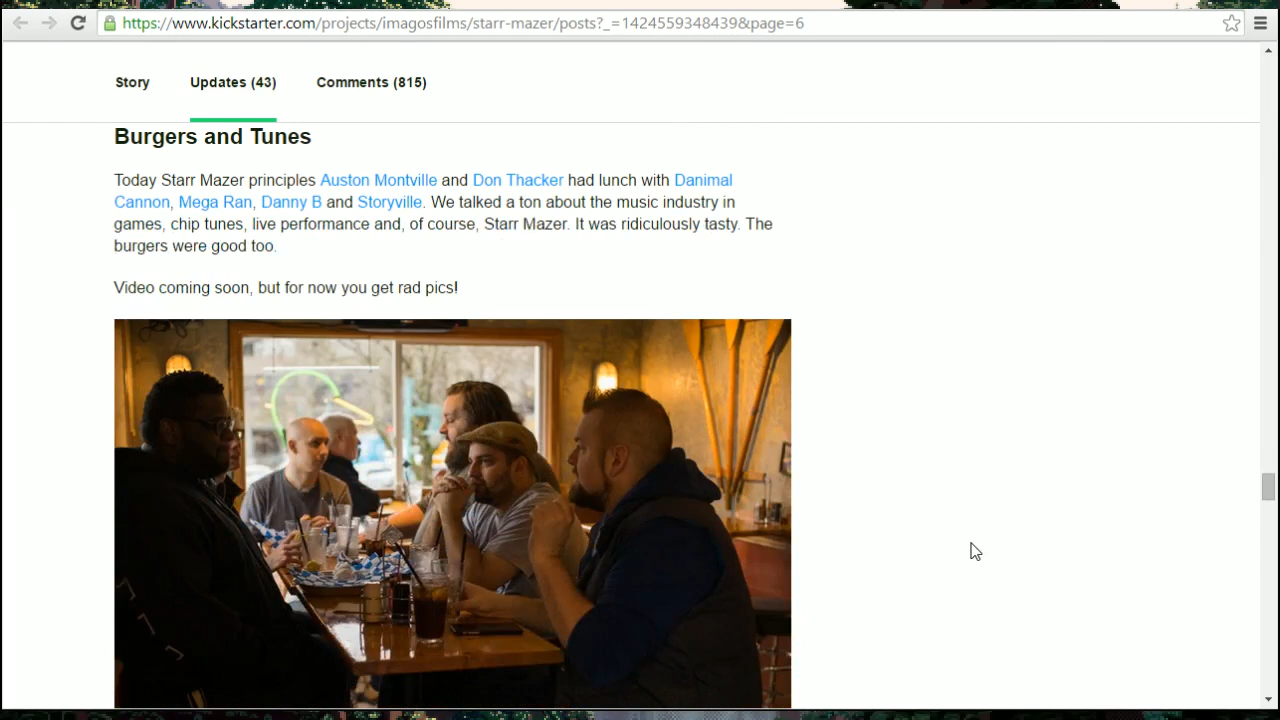 https://www.kickstarter.com/projects/imagosfilms/starr-mazer/posts?_=1424559348439&page=6
Story Updates (43) Comments (815)
Burgers and Tunes
Today Starr Mazer principles Auston Montville and Don Thacker had lunch with Danimal
Cannon, Mega Ran, Danny B and Storyville. We talked a ton about the music industry in
games, chip tunes, live performance and, of course, Starr Mazer. It was ridiculously tasty. The
burgers were good too.
Video coming soon, but for now you get rad pics!